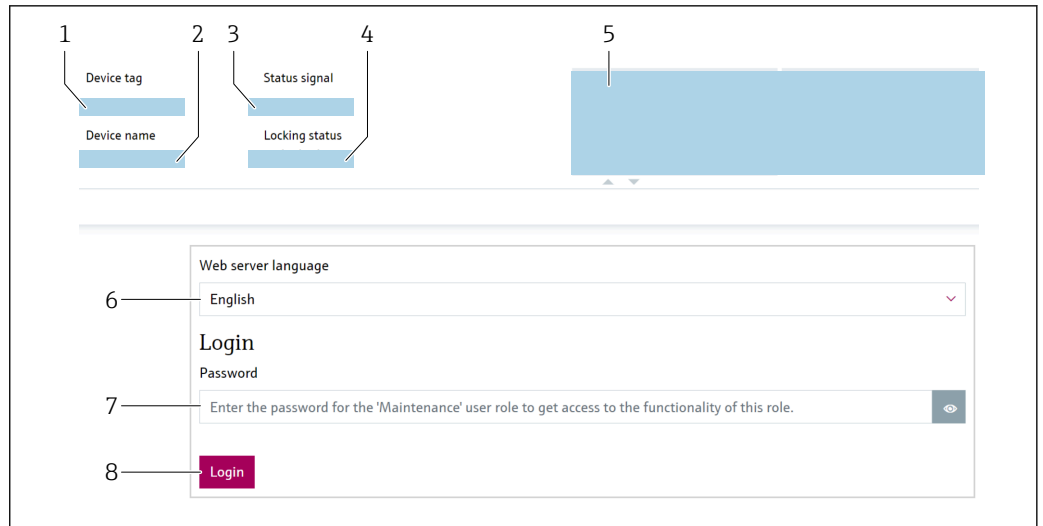 1 2 3 4 5
Device tag Status signal
Device name Locking status
Web server language
6 English
Login
Password
7 Enter the password for the 'Maintenance' user role to get access to the functionality of this role.
8 Login